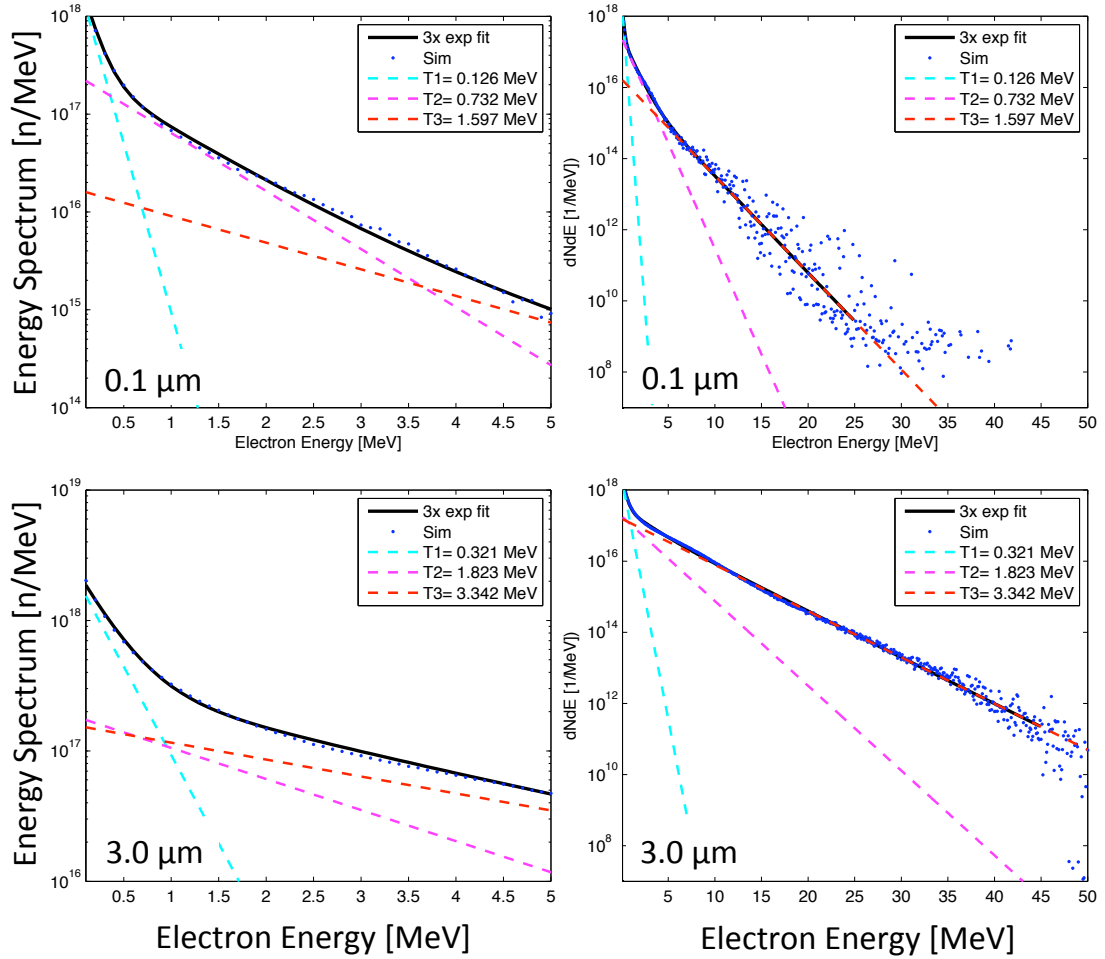 Energy Spectrum [n/MeV]
10^18
10^17
10^16
10^15
10^14
3x exp fit
Sim
T1= 0.126 MeV
T2= 0.732 MeV
T3= 1.597 MeV
0.1 μm
0.5 1 1.5 2 2.5 3 3.5 4 4.5 5
Electron Energy [MeV]
dNdE [1/MeV])
10^18
10^16
10^14
10^12
10^10
10^8
3x exp fit
Sim
T1= 0.126 MeV
T2= 0.732 MeV
T3= 1.597 MeV
0.1 μm
5 10 15 20 25 30 35 40 45 50
Electron Energy [MeV]
Energy Spectrum [n/MeV]
10^19
10^18
10^17
10^16
3x exp fit
Sim
T1= 0.321 MeV
T2= 1.823 MeV
T3= 3.342 MeV
3.0 μm
0.5 1 1.5 2 2.5 3 3.5 4 4.5 5
Electron Energy [MeV]
dNdE [1/MeV])
10^18
10^16
10^14
10^12
10^10
10^8
3x exp fit
Sim
T1= 0.321 MeV
T2= 1.823 MeV
T3= 3.342 MeV
3.0 μm
5 10 15 20 25 30 35 40 45 50
Electron Energy [MeV]